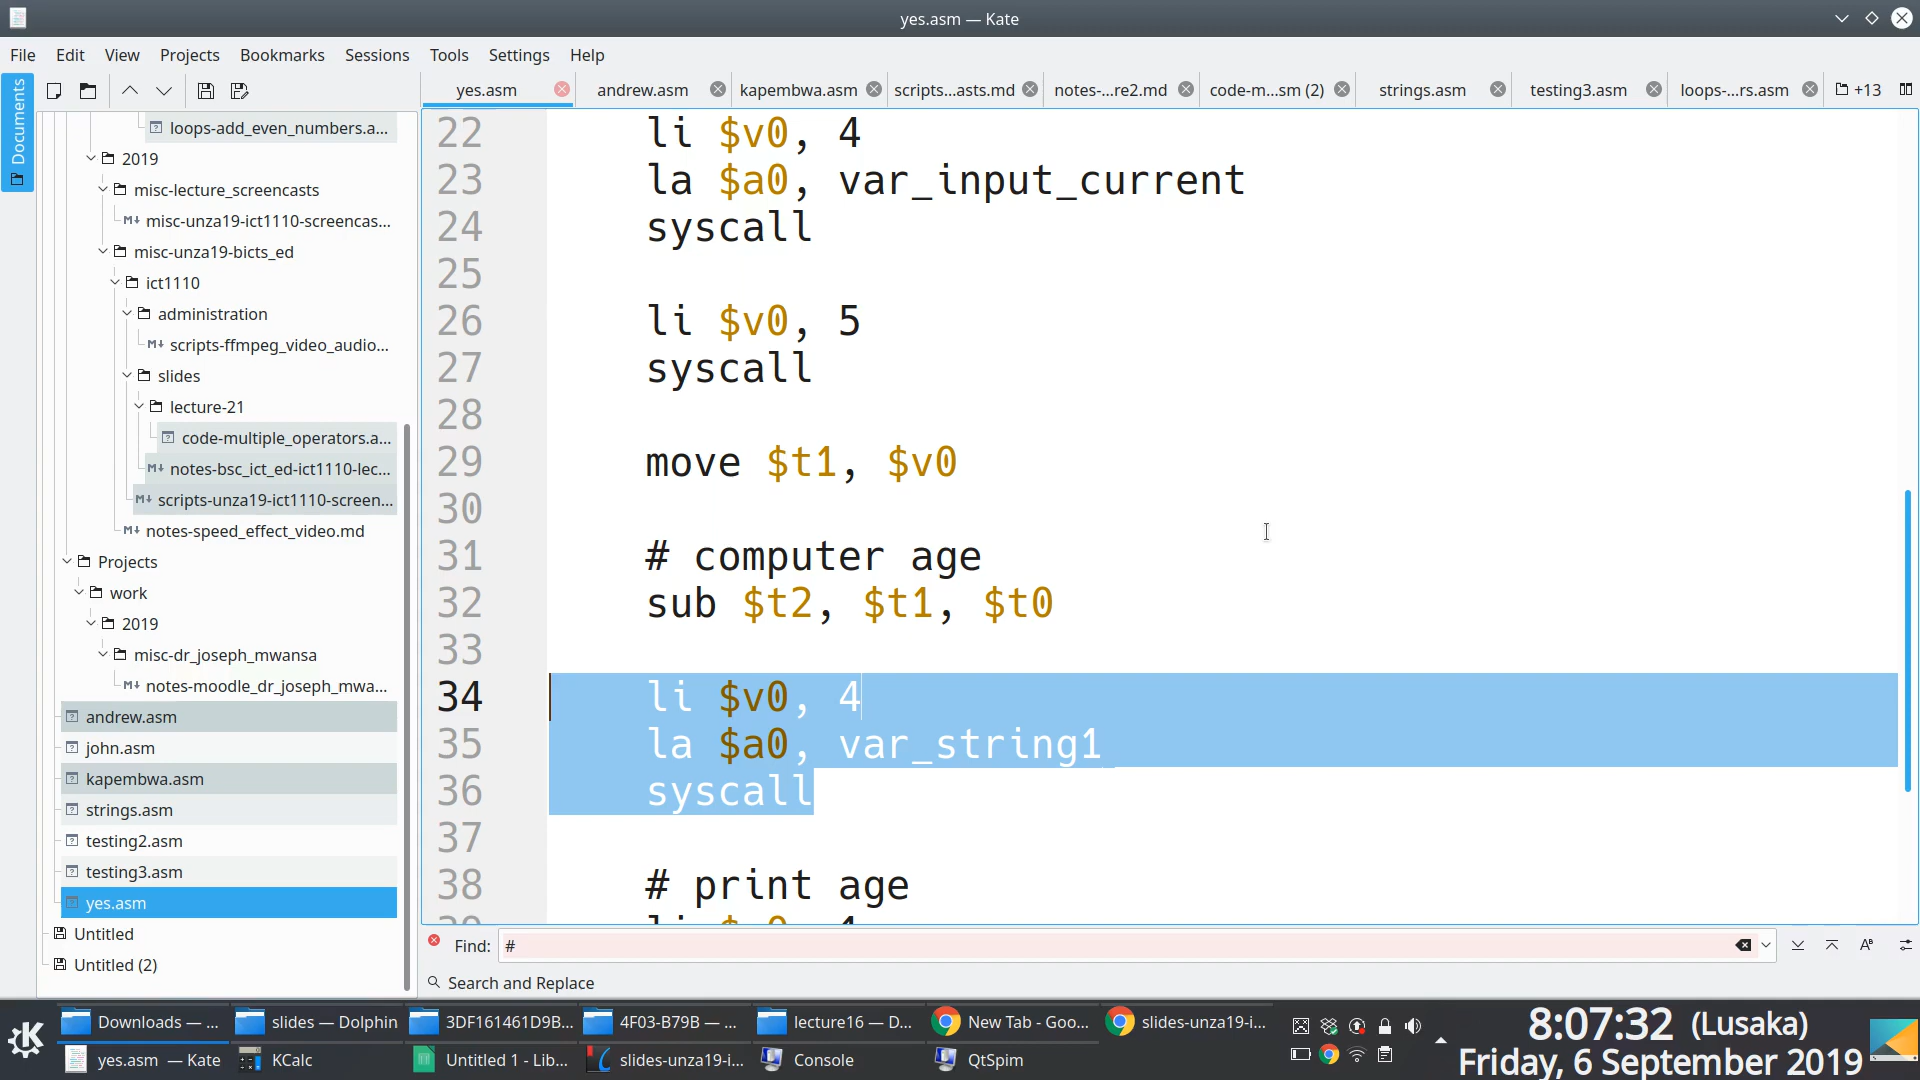 yes.asm — Kate
File Edit View Projects Bookmarks Sessions Tools Settings Help
Documents
yes.asm andrew.asm kapembwa.asm scripts...asts.md notes-...re2.md code-m...sm (2) strings.asm testing3.asm loops-...rs.asm +13
loops-add_even_numbers.a...
2019
misc-lecture_screencasts
misc-unza19-ict1110-screencas...
misc-unza19-bicts_ed
ict1110
administration
scripts-ffmpeg_video_audio...
slides
lecture-21
code-multiple_operators.a...
notes-bsc_ict_ed-ict1110-lec...
scripts-unza19-ict1110-screen...
notes-speed_effect_video.md
Projects
work
2019
misc-dr_joseph_mwansa
notes-moodle_dr_joseph_mwa...
andrew.asm
john.asm
kapembwa.asm
strings.asm
testing2.asm
testing3.asm
yes.asm
Untitled
Untitled (2)
22 li $v0, 4
23 la $a0, var_input_current
24 syscall
25
26 li $v0, 5
27 syscall
28
29 move $t1, $v0
30
31 # computer age
32 sub $t2, $t1, $t0
33
34 li $v0, 4
35 la $a0, var_string1
36 syscall
37
38 # print age
Find: #
Search and Replace
Downloads — ... slides — Dolphin 3DF161461D9B... 4F03-B79B — ... lecture16 — D... New Tab - Goo... slides-unza19-i...
yes.asm — Kate KCalc Untitled 1 - Lib... slides-unza19-i... Console QtSpim
8:07:32 (Lusaka)
Friday, 6 September 2019